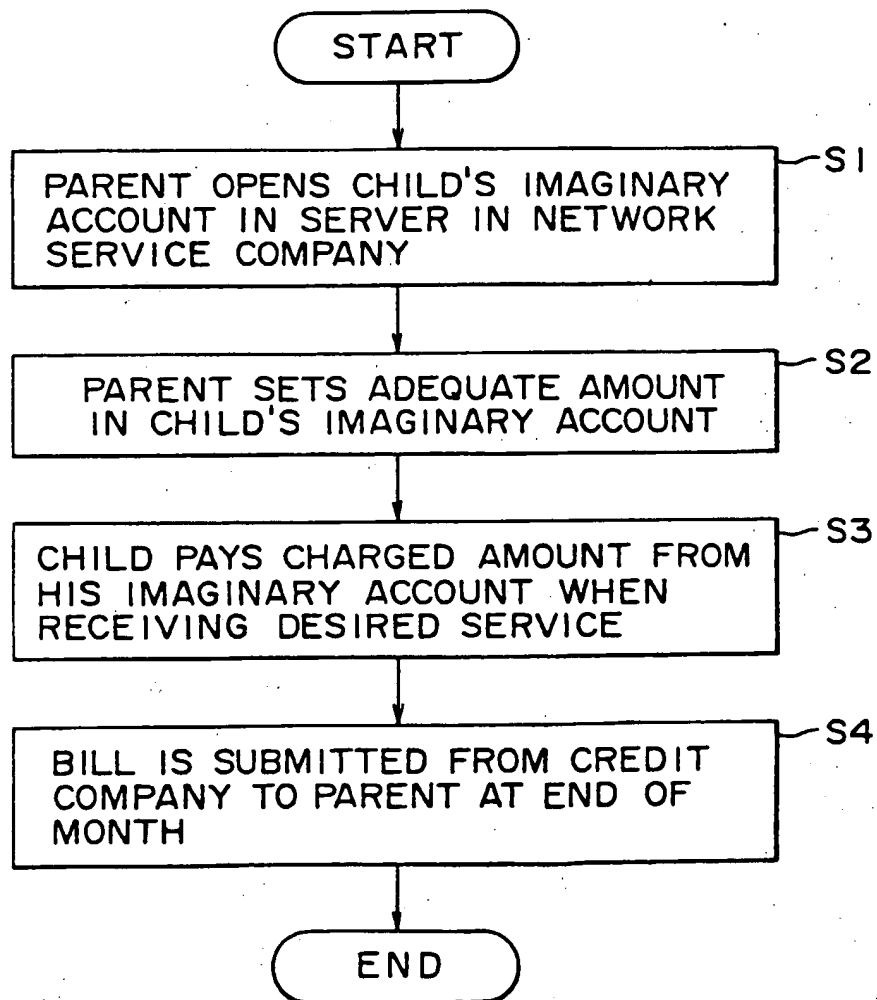 START
S1
PARENT OPENS CHILD'S IMAGINARY
ACCOUNT IN SERVER IN NETWORK
SERVICE COMPANY
S2
PARENT SETS ADEQUATE AMOUNT
IN CHILD'S IMAGINARY ACCOUNT
S3
CHILD PAYS CHARGED AMOUNT FROM
HIS IMAGINARY ACCOUNT WHEN
RECEIVING DESIRED SERVICE
S4
BILL IS SUBMITTED FROM CREDIT
COMPANY TO PARENT AT END OF
MONTH
END